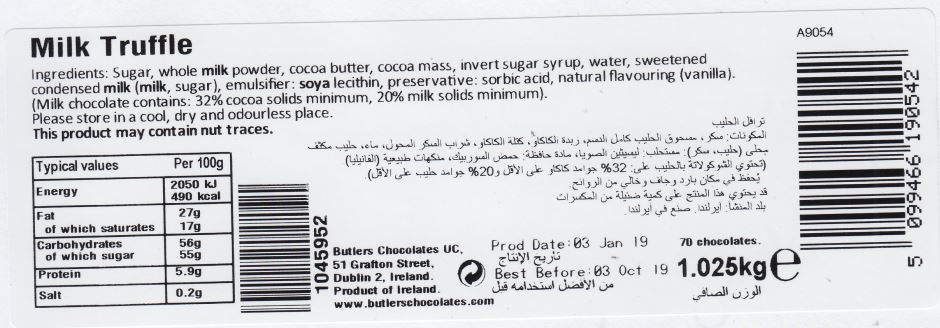 Milk Truffle
Ingredients: Sugar, whole milk powder, cocoa butter, cocoa mass, invert sugar syrup, water, sweetened
condensed milk (milk, sugar), emulsifier: soya lecithin, preservative: sorbic acid, natural flavouring (vanilla).
(Milk chocolate contains: 32% cocoa solids minimum, 20% milk solids minimum).
Please store in a cool, dry and odourless place.
This product may contain nut traces.
A9054
ترافل الحليب
المكونات: سكر، مسحوق الحليب كامل الدسم، زبدة الكاكاو، كتلة الكاكاو، شراب السكر المحول، ماء، حليب مكثف
محلى (حليب، سكر): مستحلب: ليسيثين الصويا، مادة حافظة: حمض السوربيك، منكهات طبيعية (الفانيليا)
(تحتوي الشوكولاتة بالحليب على: 32% جوامد كاكاو على الأقل و20% جوامد حليب على الأقل).
يُحفظ في مكان بارد وجاف وخالي من الروائح.
قد يحتوي هذا المنتج على كمية ضئيلة من المكسرات
بلد المنشأ: ايرلندا. صنع في ايرلندا.
Typical values Per 100g
Energy 2050 kJ
490 kcal
Fat 27g
of which saturates 17g
Carbohydrates 56g
of which sugar 55g
Protein 5.9g
Salt 0.2g
1045952
Butlers Chocolates UC,
51 Grafton Street,
Dublin 2, Ireland.
Product of Ireland.
www.butlerschocolates.com
Prod Date:03 Jan 19
تاريخ الإنتاج
Best Before:03 Oct 19
من الافضل استخدامه قبل
70 chocolates.
1.025kg e
الوزن الصافي
5 099466 190542